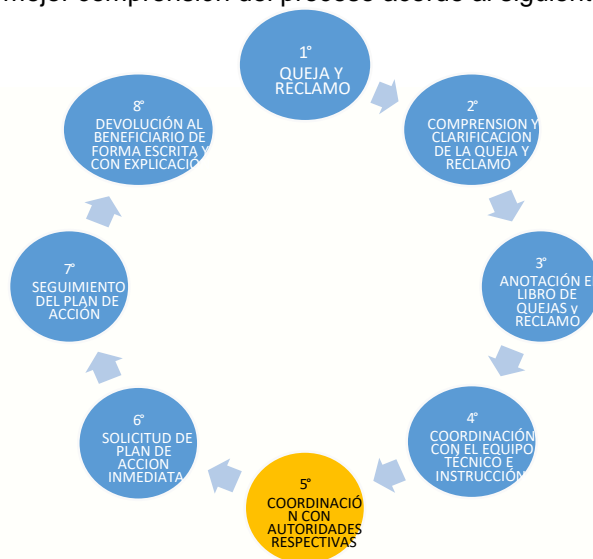 mejor comprensión del proceso acorde al siguient
1°
QUEJA Y
RECLAMO
2°
COMPRENSION Y
CLARIFICACION
DE LA QUEJA Y
RECLAMO
3°
ANOTACIÓN E
LIBRO DE
QUEJAS y
RECLAMO
4°
COORDINACIÓN
CON EL EQUIPO
TÉCNICO E
INSTRUCCIÓN
5°
COORDINACIÓ
N CON
AUTORIDADES
RESPECTIVAS
6°
SOLICITUD DE
PLAN DE
ACCION
INMEDIATA
7°
SEGUIMIENTO
DEL PLAN DE
ACCIÓN
8°
DEVOLUCIÓN AL
BENEFICIARIO DE
FORMA ESCRITA Y
CON EXPLICACIÓ